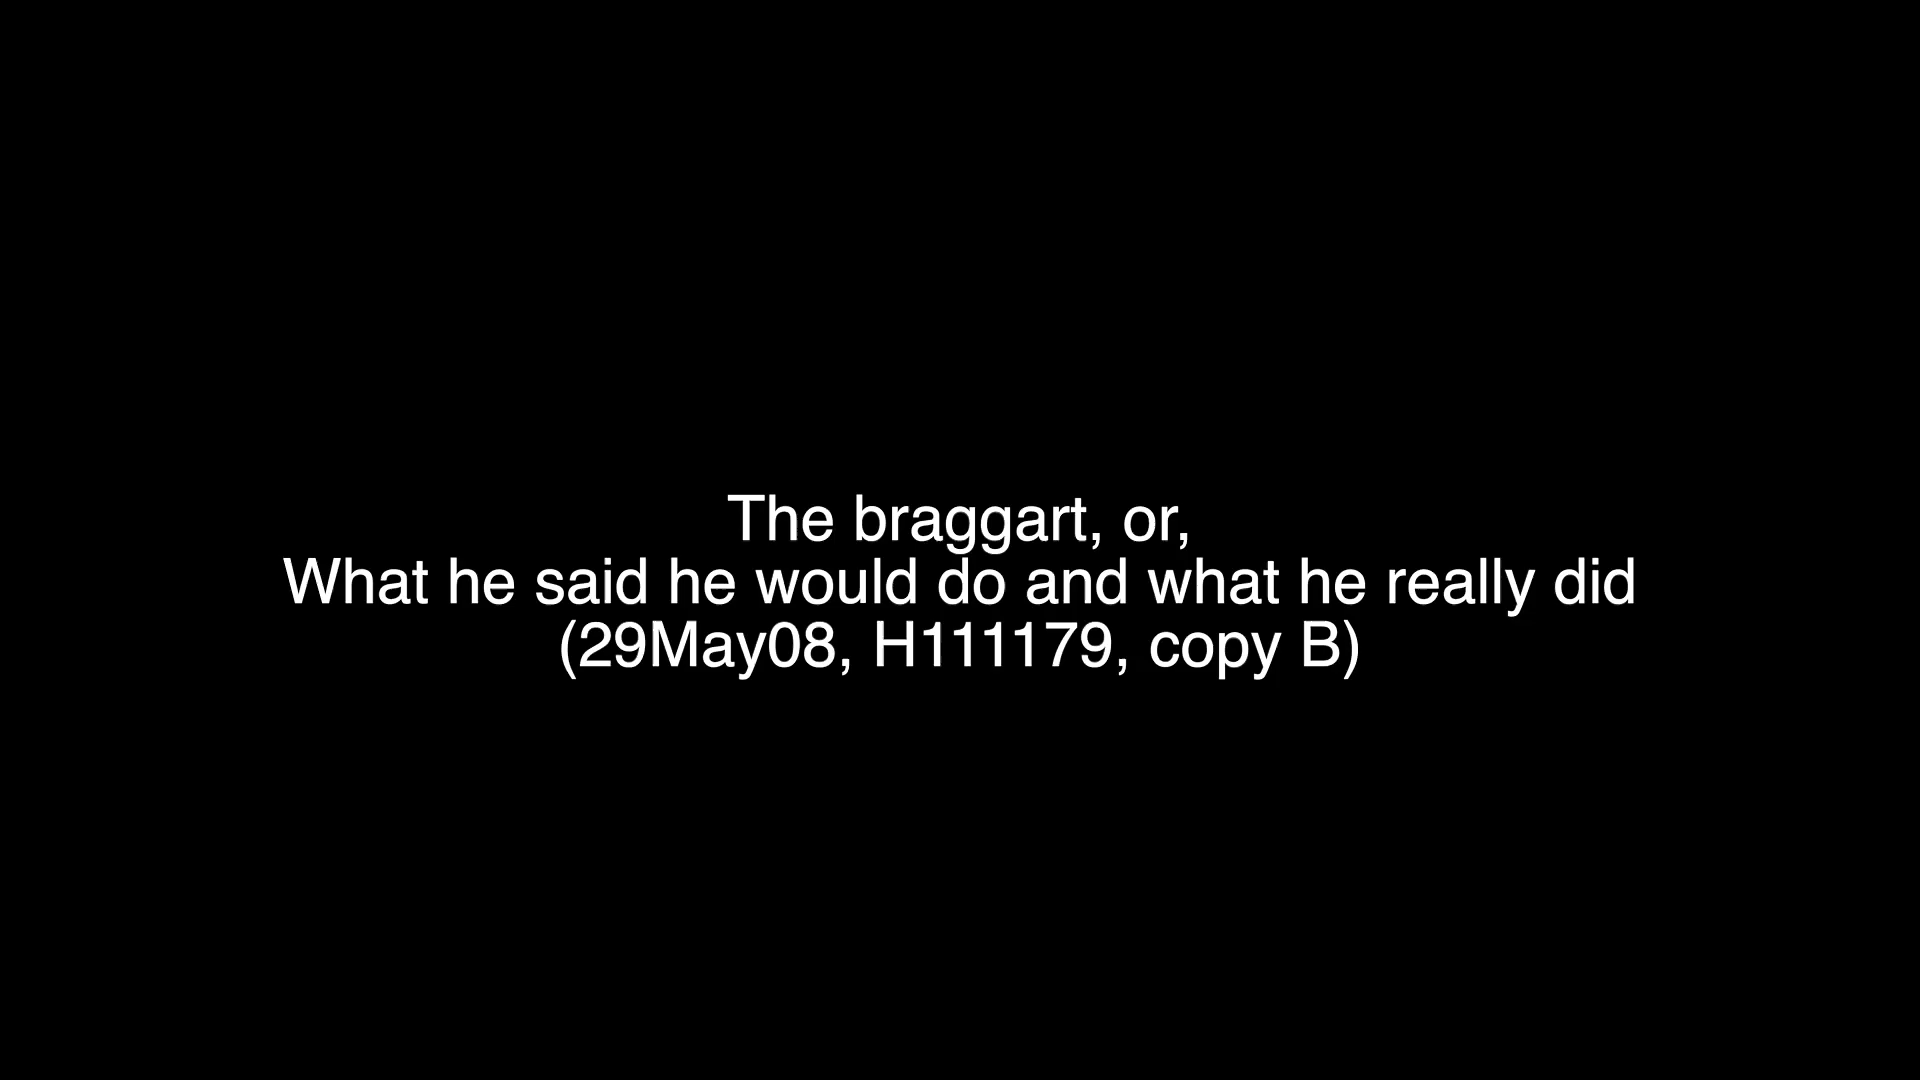 The braggart, or,
What he said he would do and what he really did
(29May08, H111179, copy B)